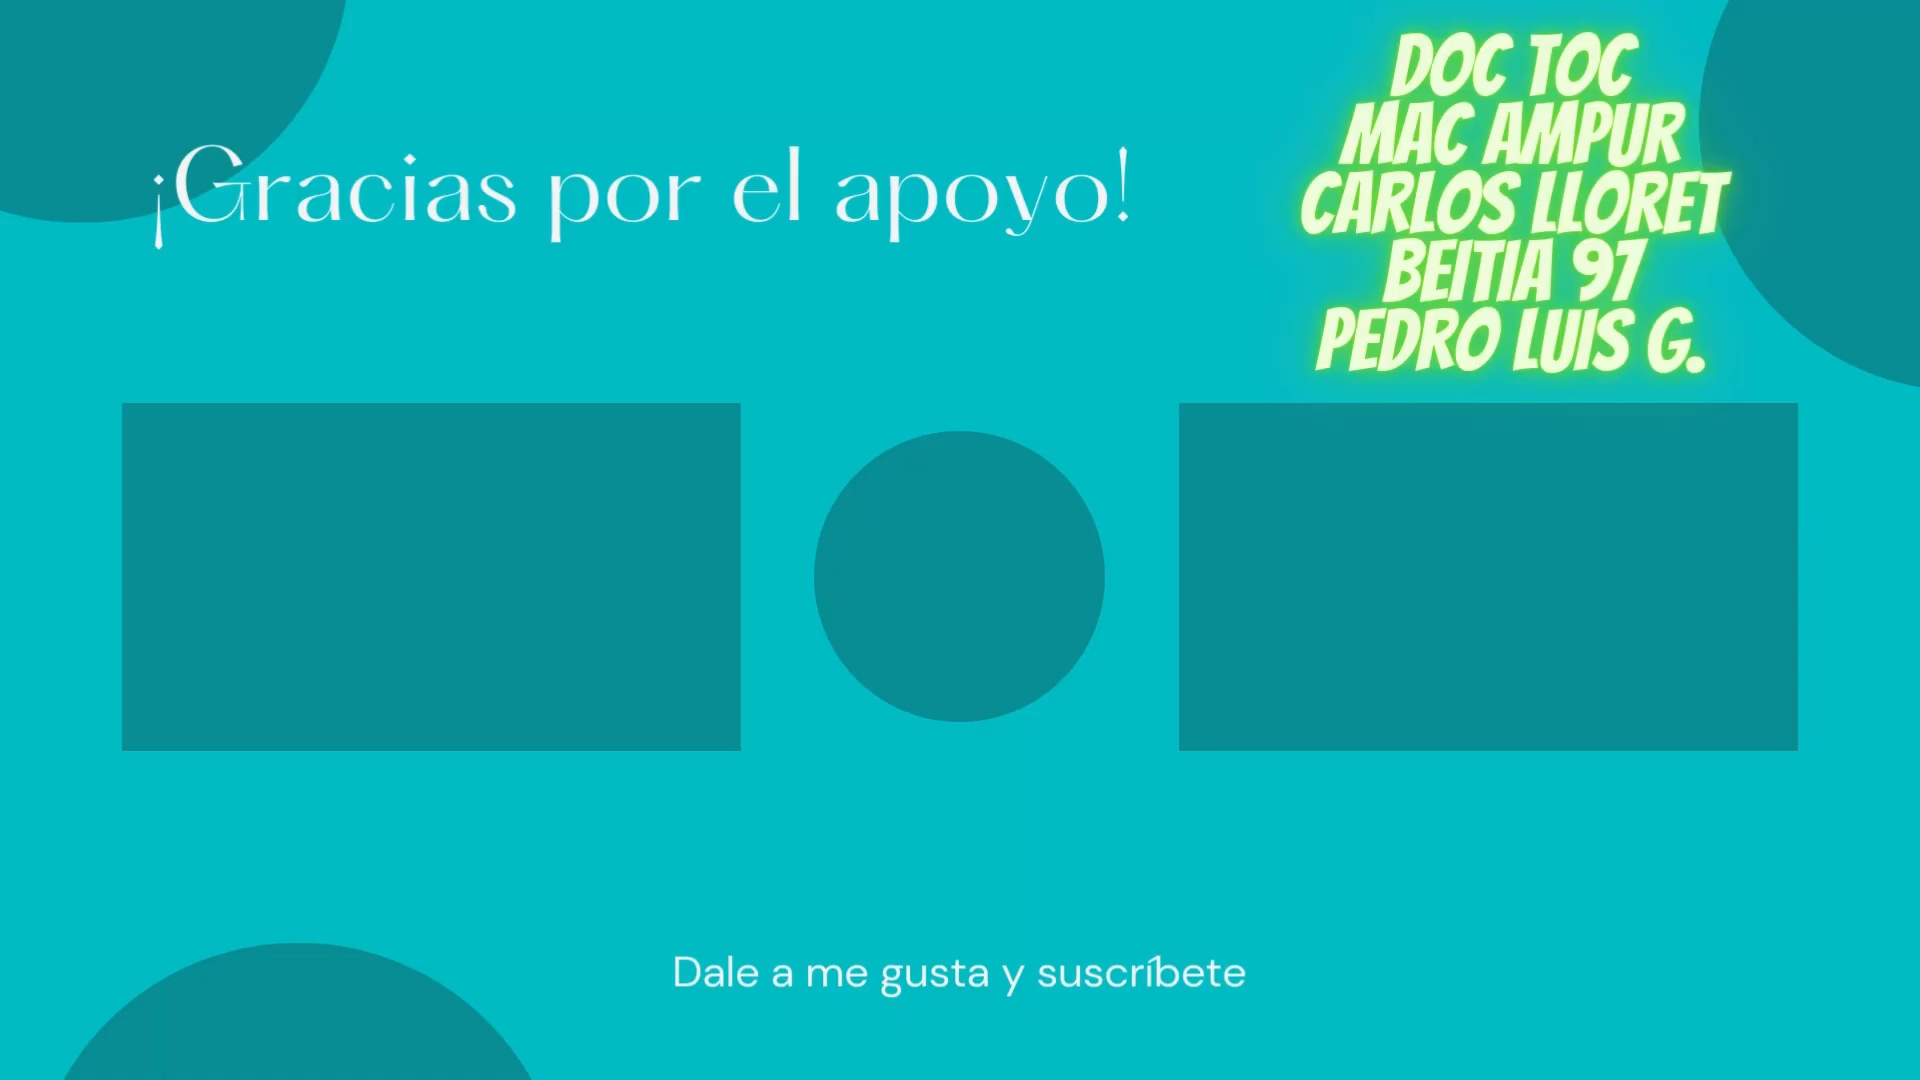 ¡Gracias por el apoyo!
DOC TOC
MAC AMPUR
CARLOS LLORET
BEITIA 97
PEDRO LUIS G.
Dale a me gusta y suscríbete